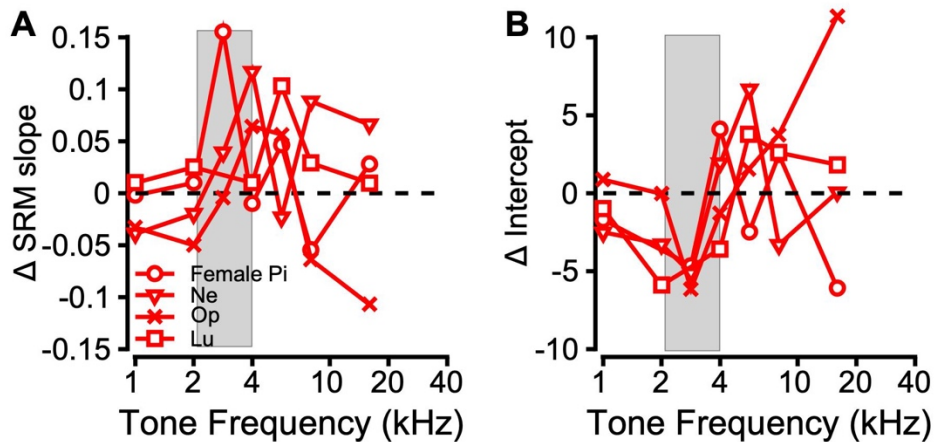 A
0.15
0.1
0.05
0
-0.05
-0.1
-0.15
Δ SRM slope
Female Pi
Ne
Op
Lu
1 2 4 10 20 40
Tone Frequency (kHz)
B
10
5
0
-5
-10
Δ Intercept
1 2 4 10 20 40
Tone Frequency (kHz)